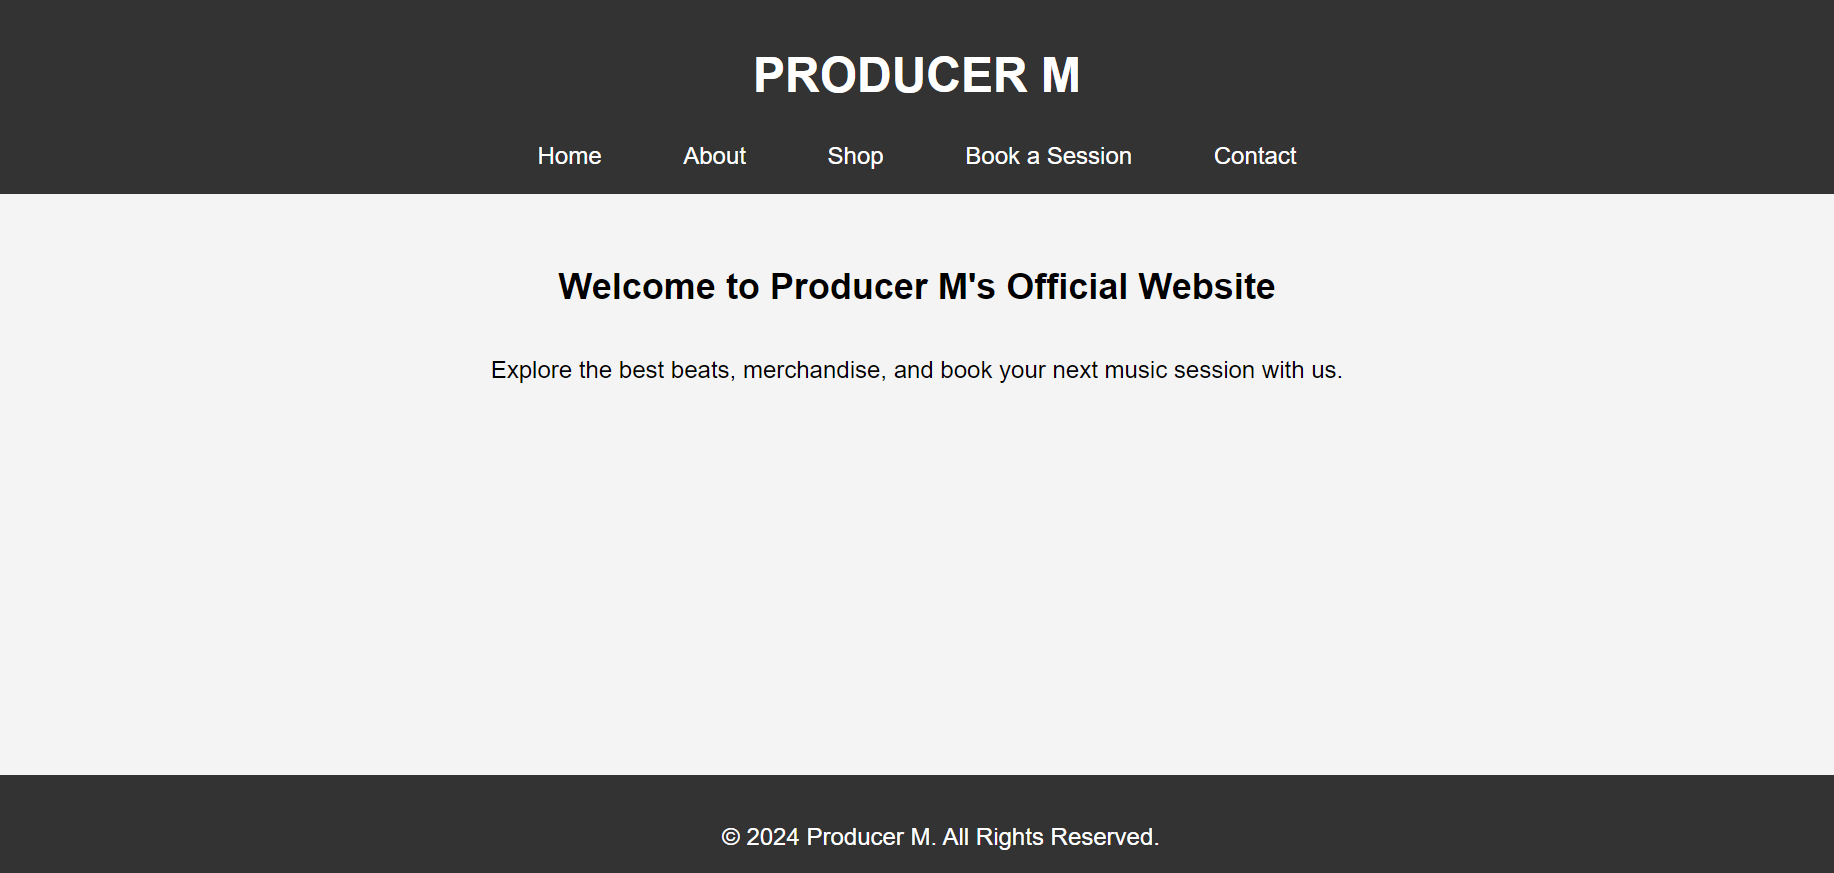 PRODUCER M
Home About Shop Book a Session Contact
Welcome to Producer M's Official Website
Explore the best beats, merchandise, and book your next music session with us.
© 2024 Producer M. All Rights Reserved.